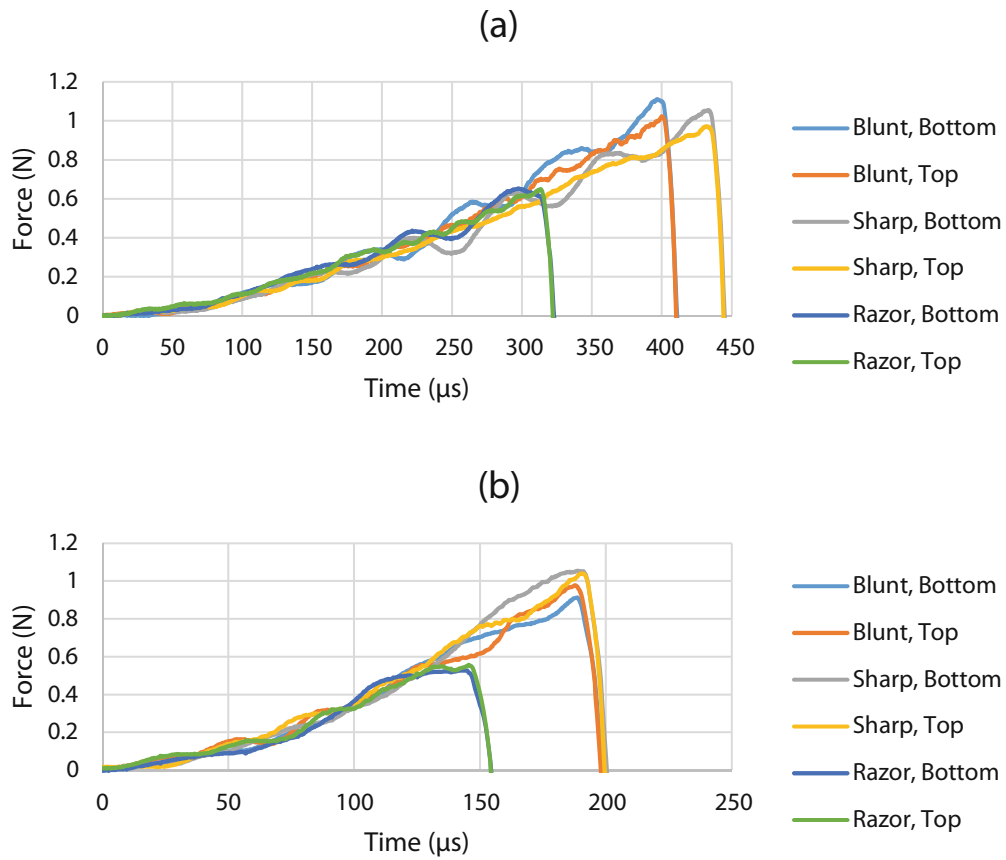 (a)
1.2
1
0.8
0.6
0.4
0.2
0
Force (N)
0 50 100 150 200 250 300 350 400 450
Time (µs)
Blunt, Bottom
Blunt, Top
Sharp, Bottom
Sharp, Top
Razor, Bottom
Razor, Top
(b)
1.2
1
0.8
0.6
0.4
0.2
0
Force (N)
0 50 100 150 200 250
Time (µs)
Blunt, Bottom
Blunt, Top
Sharp, Bottom
Sharp, Top
Razor, Bottom
Razor, Top